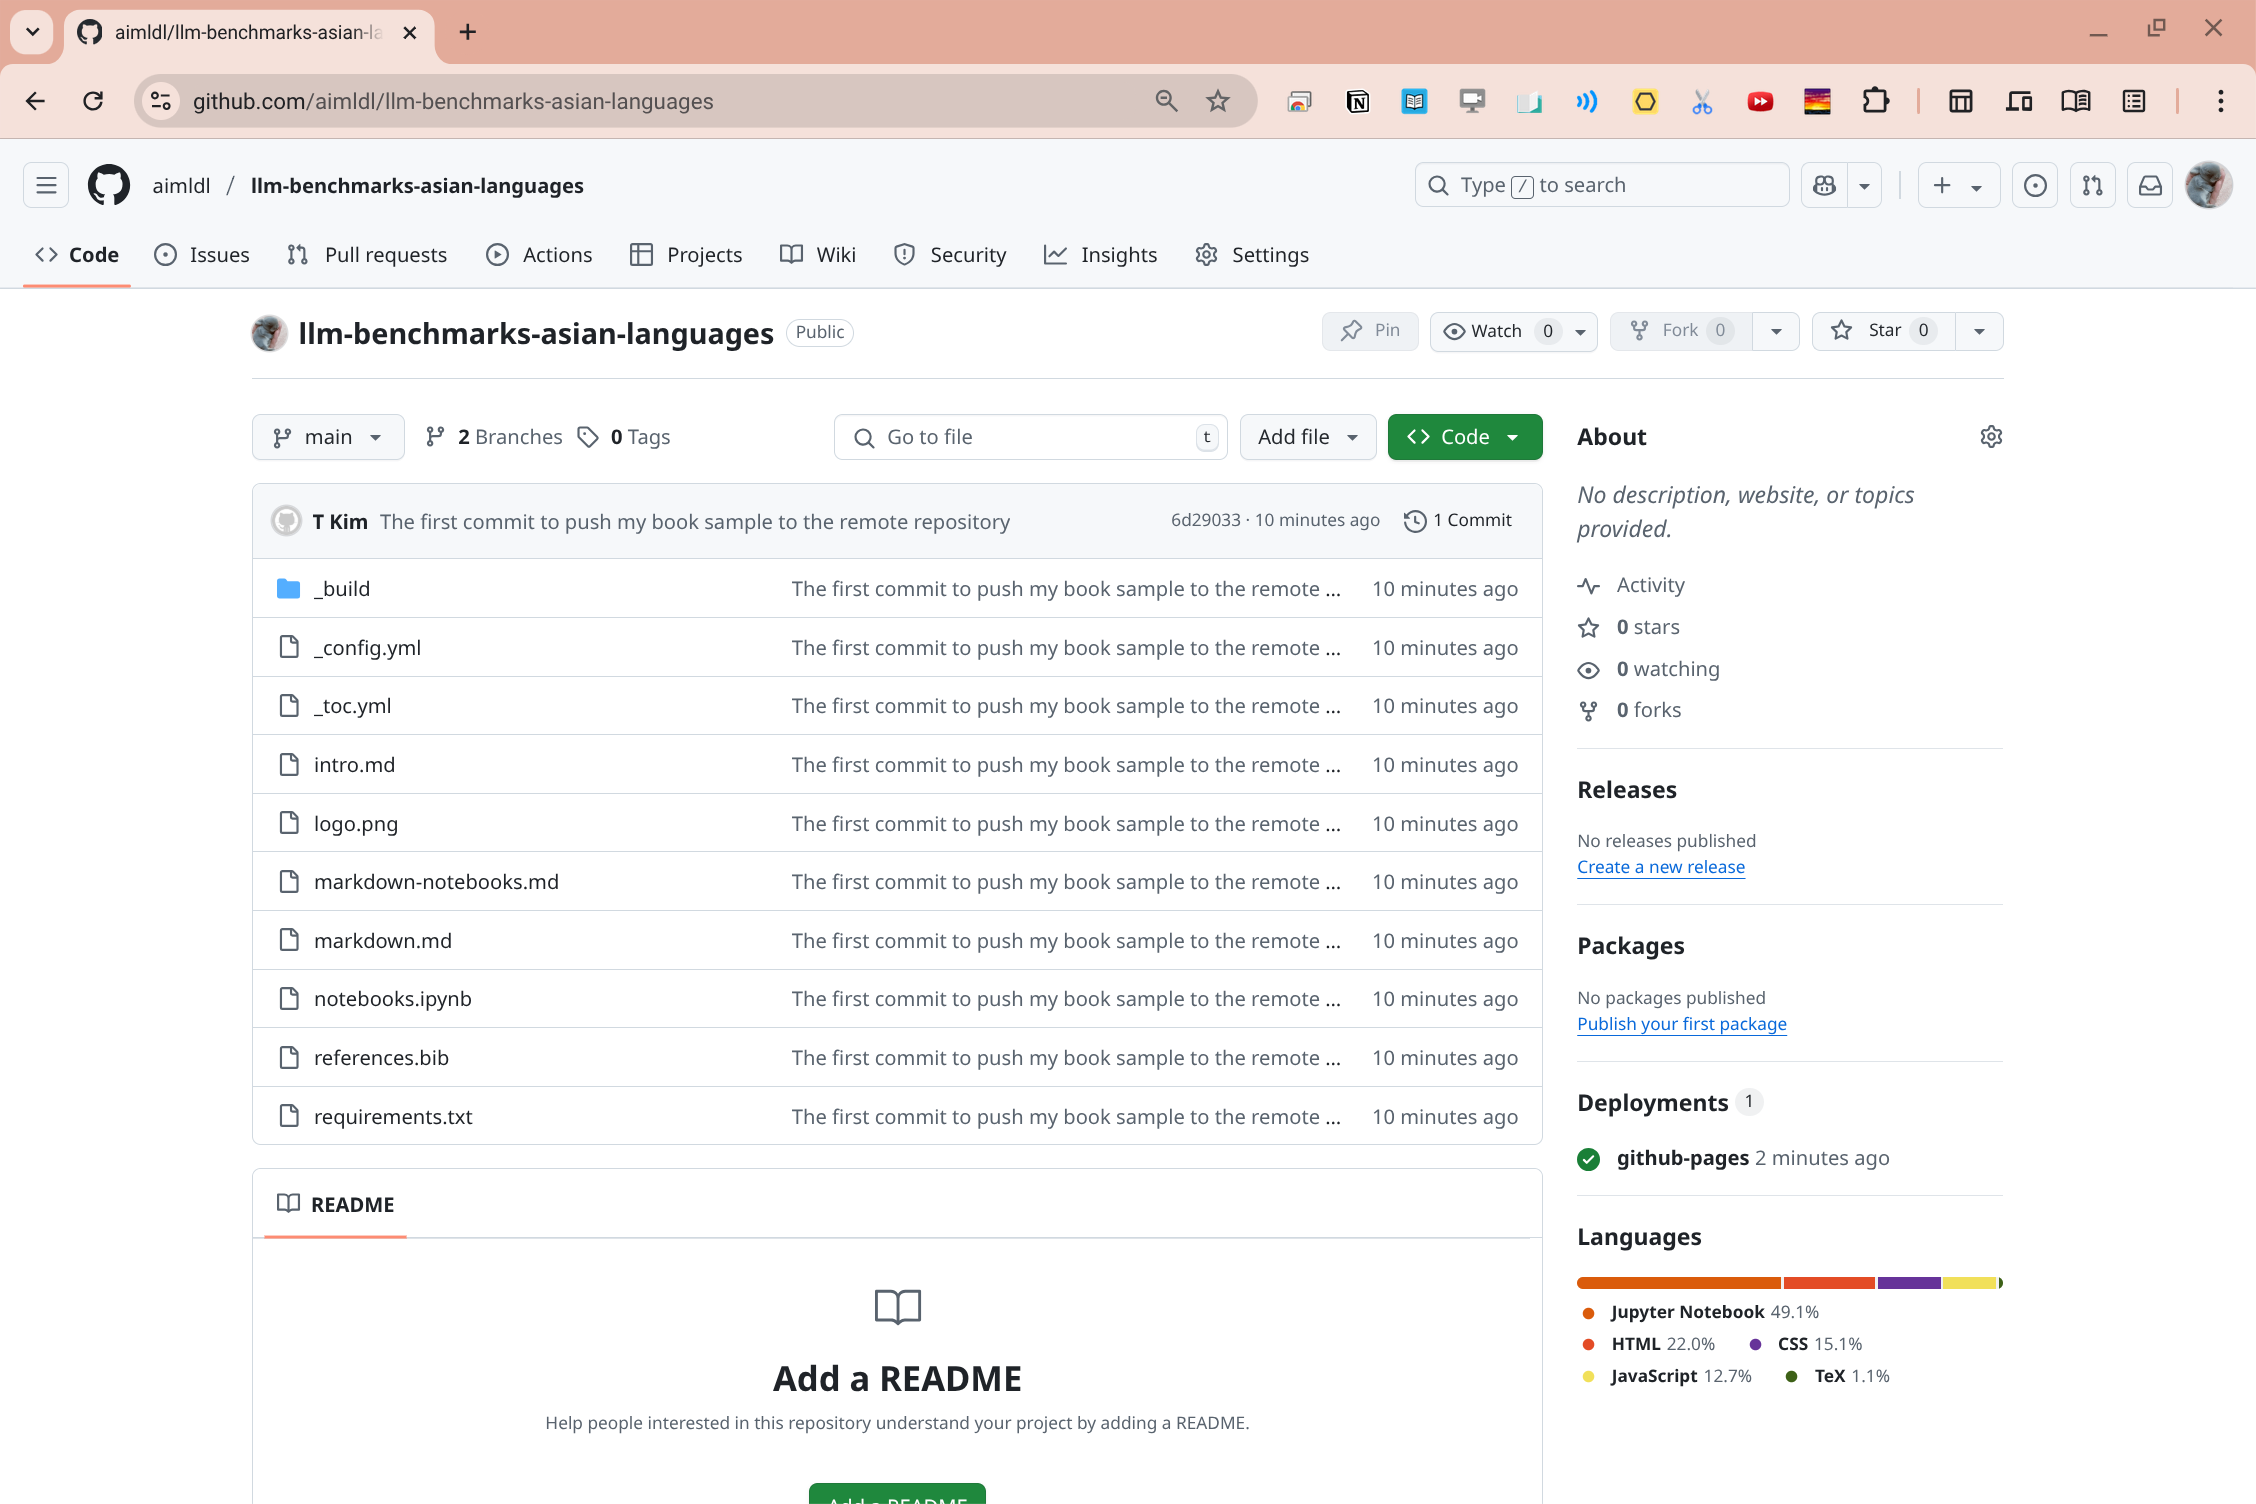 aimldl/llm-benchmarks-asian-la
github.com/aimldl/llm-benchmarks-asian-languages
aimldl / llm-benchmarks-asian-languages
Type / to search
Code Issues Pull requests Actions Projects Wiki Security Insights Settings
llm-benchmarks-asian-languages Public
Pin Watch 0 Fork 0 Star 0
main 2 Branches 0 Tags Go to file t Add file Code
T Kim The first commit to push my book sample to the remote repository 6d29033 · 10 minutes ago 1 Commit
_build The first commit to push my book sample to the remote ... 10 minutes ago
_config.yml The first commit to push my book sample to the remote ... 10 minutes ago
_toc.yml The first commit to push my book sample to the remote ... 10 minutes ago
intro.md The first commit to push my book sample to the remote ... 10 minutes ago
logo.png The first commit to push my book sample to the remote ... 10 minutes ago
markdown-notebooks.md The first commit to push my book sample to the remote ... 10 minutes ago
markdown.md The first commit to push my book sample to the remote ... 10 minutes ago
notebooks.ipynb The first commit to push my book sample to the remote ... 10 minutes ago
references.bib The first commit to push my book sample to the remote ... 10 minutes ago
requirements.txt The first commit to push my book sample to the remote ... 10 minutes ago
README
Add a README
Help people interested in this repository understand your project by adding a README.
Add a README
About
No description, website, or topics
provided.
Activity
0 stars
0 watching
0 forks
Releases
No releases published
Create a new release
Packages
No packages published
Publish your first package
Deployments 1
github-pages 2 minutes ago
Languages
Jupyter Notebook 49.1%
HTML 22.0% CSS 15.1%
JavaScript 12.7% TeX 1.1%